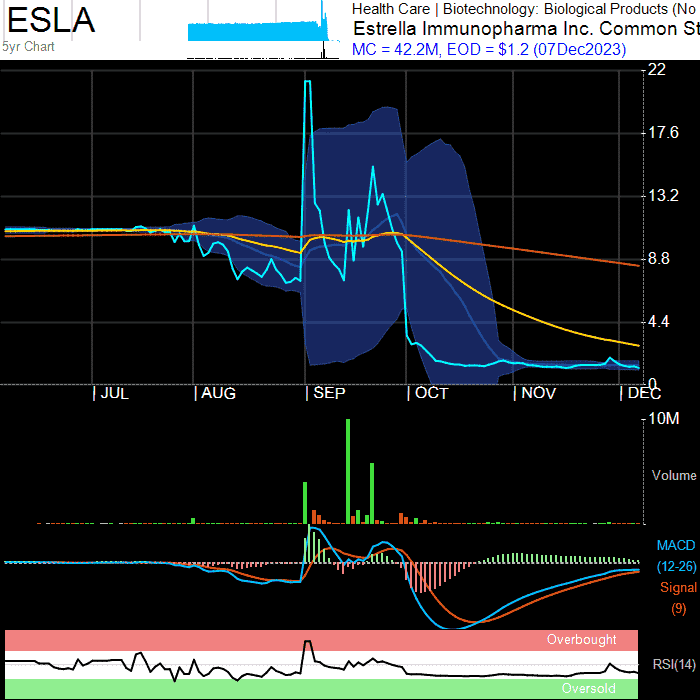 ESLA
Health Care | Biotechnology: Biological Products (No
5yr Chart
Estrella Immunopharma Inc. Common St
MC = 42.2M, EOD = $1.2 (07Dec2023)
22
17.6
13.2
8.8
4.4
0
| JUL | AUG | SEP | OCT | NOV | DEC
10M
Volume
MACD
(12-26)
Signal
(9)
Overbought
RSI(14)
Oversold